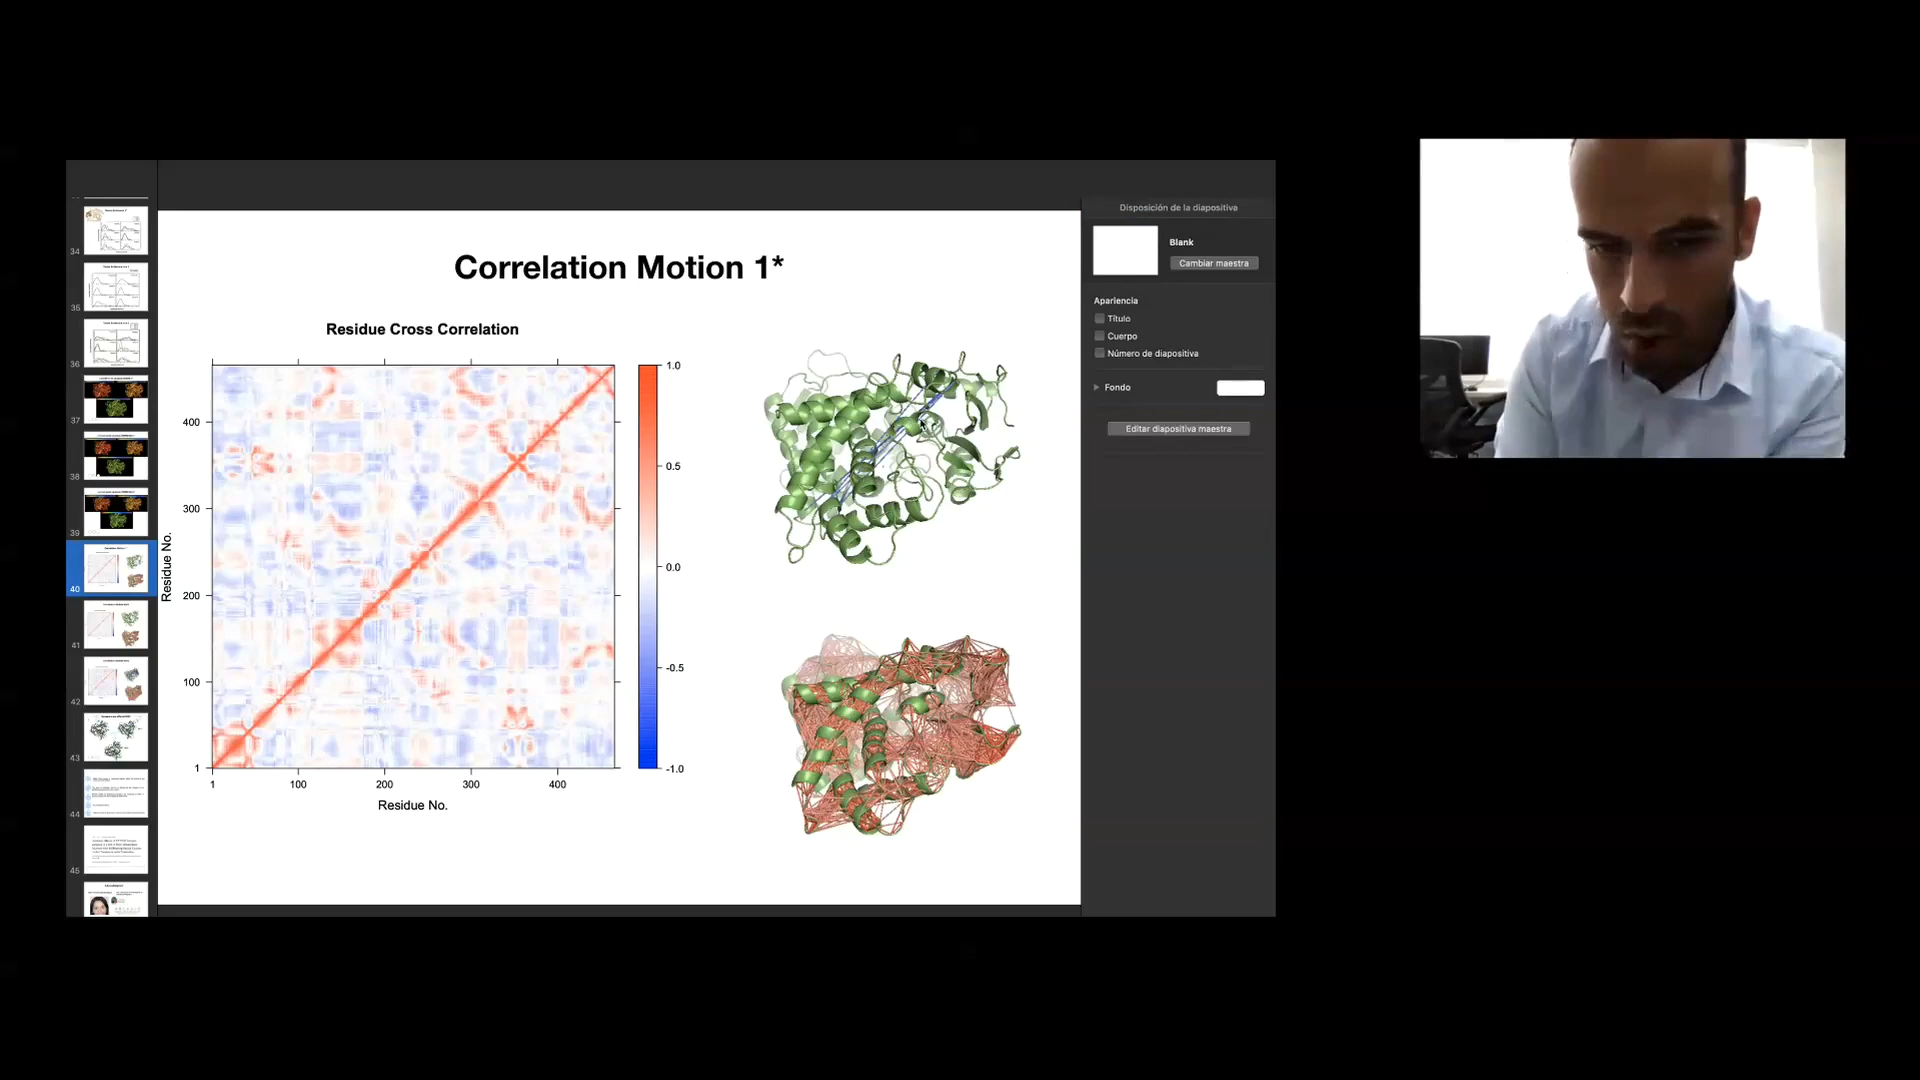 34
35
36
37
38
39
40
41
42
43
44
45
Correlation Motion 1*
Residue Cross Correlation
Residue No.
400
300
200
100
1
1
100
200
300
400
Residue No.
1.0
0.5
0.0
-0.5
-1.0
Disposición de la diapositiva
Blank
Cambiar maestra
Apariencia
Título
Cuerpo
Número de diapositiva
Fondo
Editar diapositiva maestra